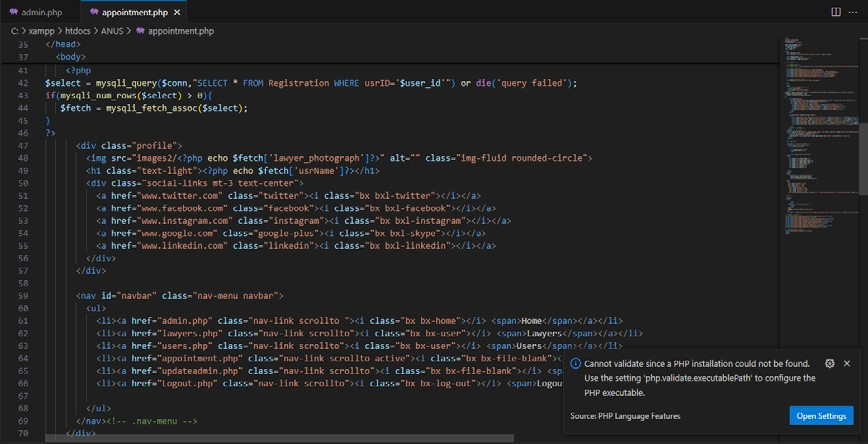 admin.php
appointment.php ×
C: > xampp > htdocs > ANUS > appointment.php
35 </head>
37 <body>
41 <?php
42 $select = mysqli_query($conn,"SELECT * FROM Registration WHERE usrID='$user_id'") or die('query failed');
43 if(mysqli_num_rows($select) > 0){
44 $fetch = mysqli_fetch_assoc($select);
45 }
46 ?>
47 <div class="profile">
48 <img src="images2/<?php echo $fetch['lawyer_photograph']?>" alt="" class="img-fluid rounded-circle">
49 <h1 class="text-light"><?php echo $fetch['usrName']?></h1>
50 <div class="social-links mt-3 text-center">
51 <a href="www.twitter.com" class="twitter"><i class="bx bxl-twitter"></i></a>
52 <a href="www.facebook.com" class="facebook"><i class="bx bxl-facebook"></i></a>
53 <a href="www.instagram.com" class="instagram"><i class="bx bxl-instagram"></i></a>
54 <a href="www.google.com" class="google-plus"><i class="bx bxl-skype"></i></a>
55 <a href="www.linkedin.com" class="linkedin"><i class="bx bxl-linkedin"></i></a>
56 </div>
57 </div>
58
59 <nav id="navbar" class="nav-menu navbar">
60 <ul>
61 <li><a href="admin.php" class="nav-link scrollto "><i class="bx bx-home"></i> <span>Home</span></a></li>
62 <li><a href="lawyers.php" class="nav-link scrollto"><i class="bx bx-user"></i> <span>Lawyers</span></a></li>
63 <li><a href="users.php" class="nav-link scrollto"><i class="bx bx-user"></i> <span>Users</span></a></li>
64 <li><a href="appointment.php" class="nav-link scrollto active"><i class="bx bx-file-blank"><
65 <li><a href="updateadmin.php" class="nav-link scrollto"><i class="bx bx-file-blank"></i> <sp
66 <li><a href="Logout.php" class="nav-link scrollto"><i class="bx bx-log-out"></i> <span>Logou
67
68 </ul>
69 </nav><!-- .nav-menu -->
70 </div>
Cannot validate since a PHP installation could not be found.
Use the setting 'php.validate.executablePath' to configure the
PHP executable.
Source: PHP Language Features
Open Settings